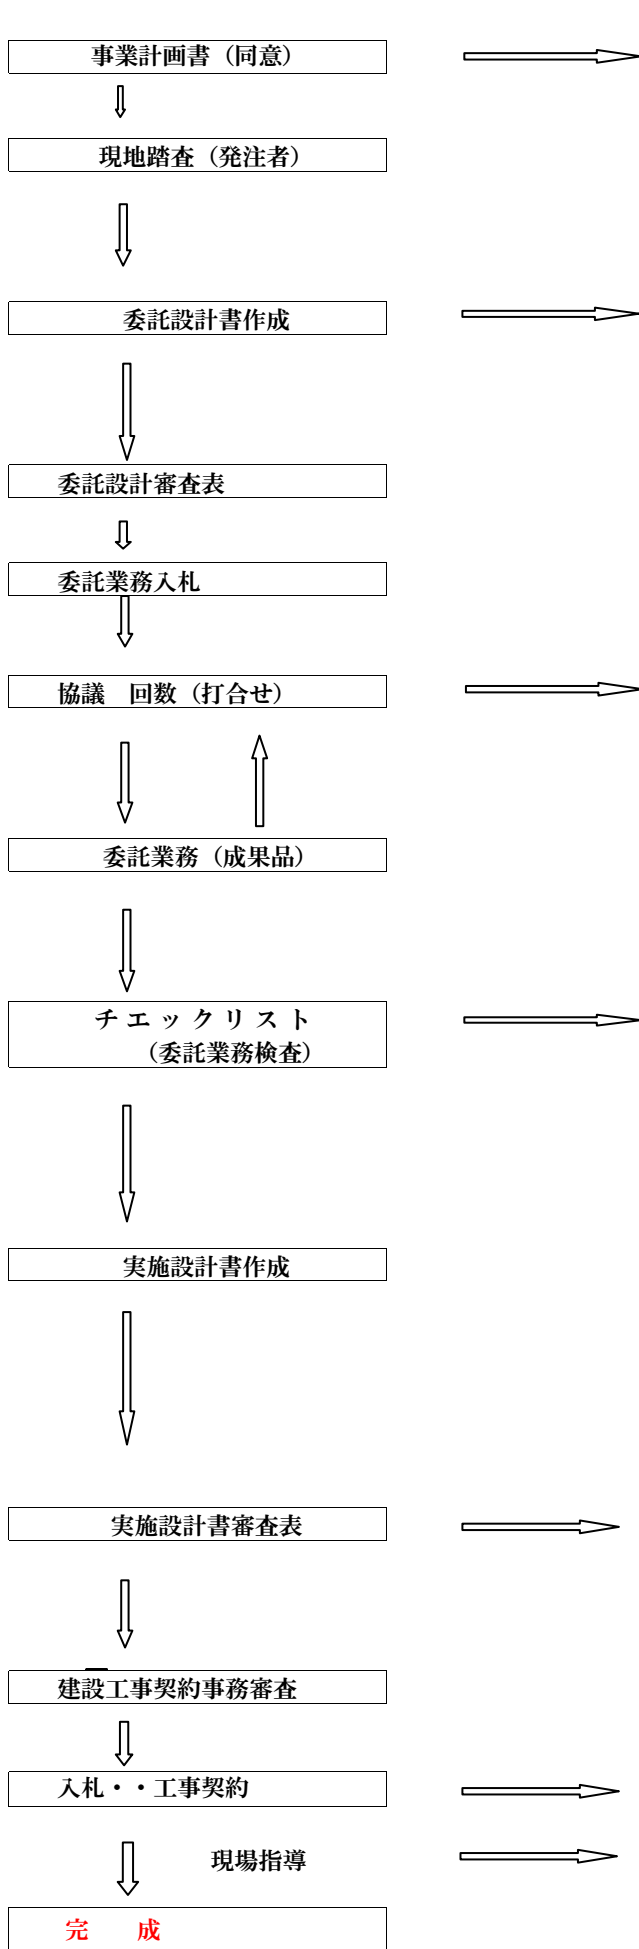 事業計画書（同意）
現地踏査（発注者）
委託設計書作成
委託設計審査表
委託業務入札
協議　回数（打合せ）
委託業務（成果品）
チ エ ッ ク リ ス ト
（委託業務検査）
実施設計書作成
実施設計書審査表
建設工事契約事務審査
入札・・工事契約
現場指導
完　　成